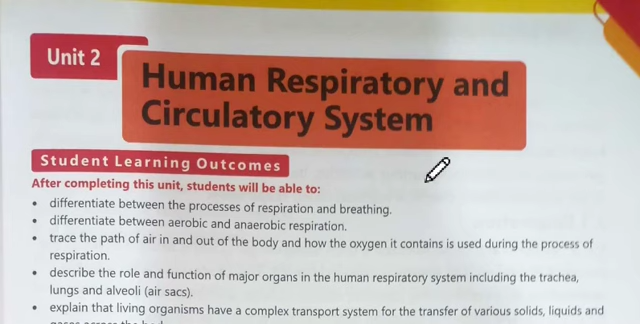 Unit 2
Human Respiratory and
Circulatory System
Student Learning Outcomes
After completing this unit, students will be able to:
• differentiate between the processes of respiration and breathing.
• differentiate between aerobic and anaerobic respiration.
• trace the path of air in and out of the body and how the oxygen it contains is used during the process of
respiration.
• describe the role and function of major organs in the human respiratory system including the trachea,
lungs and alveoli (air sacs).
• explain that living organisms have a complex transport system for the transfer of various solids, liquids and